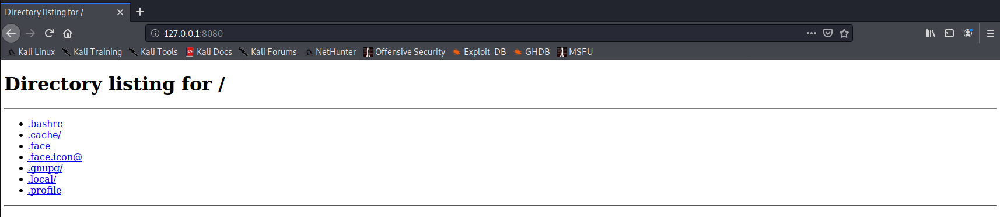 Directory listing for /
127.0.0.1:8080
Kali Linux Kali Training Kali Tools Kali Docs Kali Forums NetHunter Offensive Security Exploit-DB GHDB MSFU
Directory listing for /
.bashrc
.cache/
.face
.face.icon@
.gnupg/
.local/
.profile